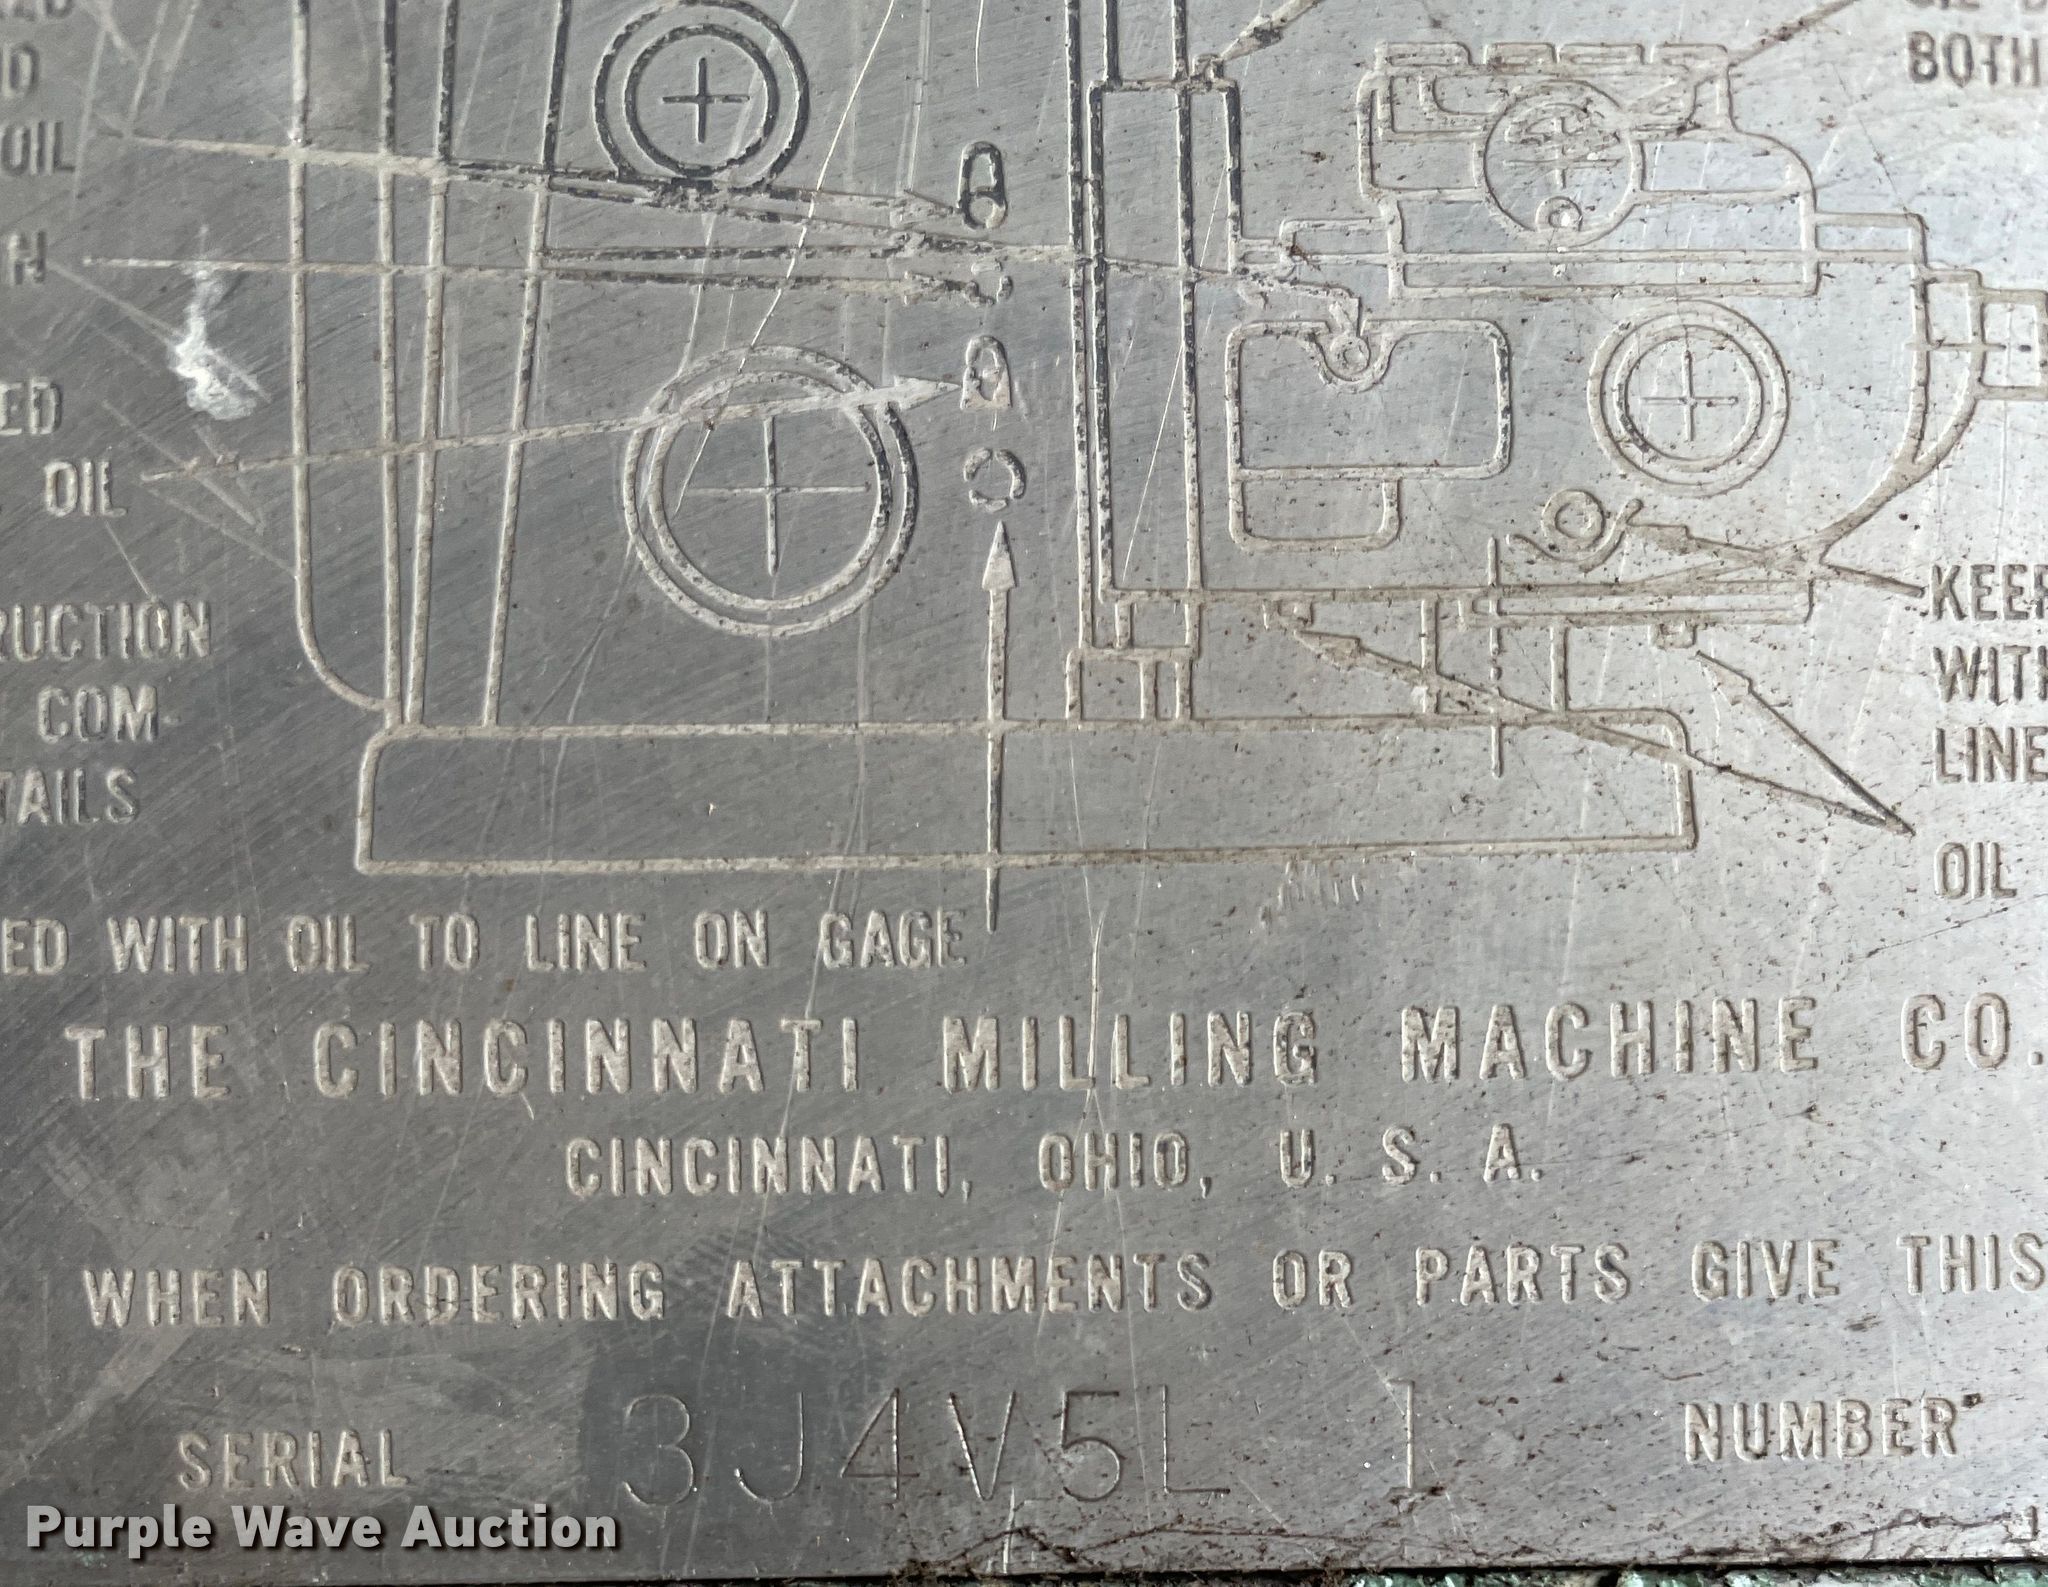 OIL
BOTH
OIL
ED
OIL
RUCTION
COM-
TAILS
KEEP
WITH
LINE
OIL
ED WITH OIL TO LINE ON GAGE
THE CINCINNATI MILLING MACHINE CO.
CINCINNATI, OHIO, U. S. A.
WHEN ORDERING ATTACHMENTS OR PARTS GIVE THIS
SERIAL 3J4V5L 1 NUMBER
Purple Wave Auction